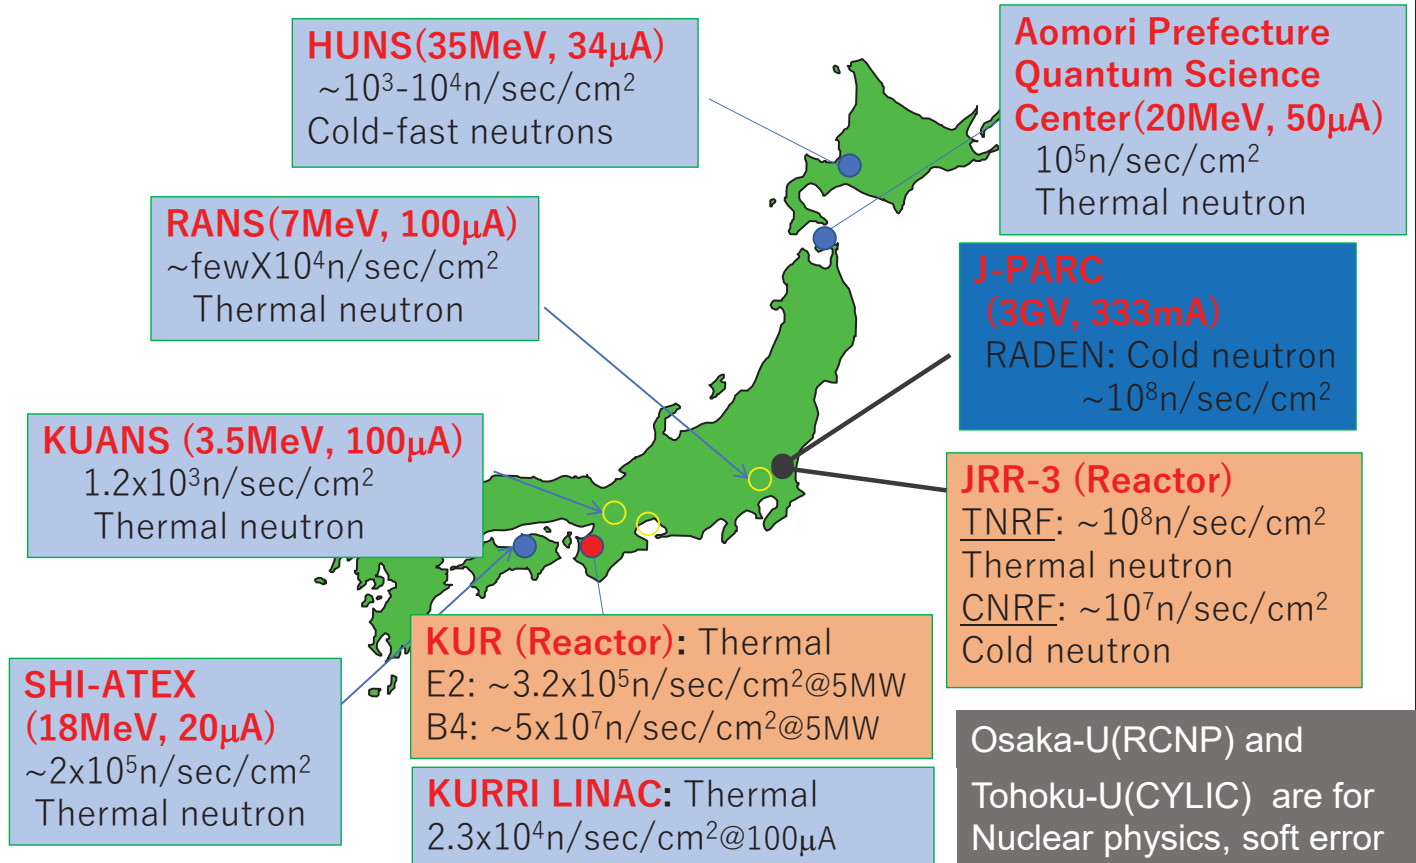 HUNS(35MeV, 34μA)
~10³-10⁴n/sec/cm²
Cold-fast neutrons
Aomori Prefecture
Quantum Science
Center(20MeV, 50μA)
10⁵n/sec/cm²
Thermal neutron
RANS(7MeV, 100μA)
~fewX10⁴n/sec/cm²
Thermal neutron
J-PARC
(3GV, 333mA)
RADEN: Cold neutron
~10⁸n/sec/cm²
KUANS (3.5MeV, 100μA)
1.2x10³n/sec/cm²
Thermal neutron
JRR-3 (Reactor)
TNRF: ~10⁸n/sec/cm²
Thermal neutron
CNRF: ~10⁷n/sec/cm²
Cold neutron
KUR (Reactor): Thermal
E2: ~3.2x10⁵n/sec/cm²@5MW
B4: ~5x10⁷n/sec/cm²@5MW
SHI-ATEX
(18MeV, 20μA)
~2x10⁵n/sec/cm²
Thermal neutron
KURRI LINAC: Thermal
2.3x10⁴n/sec/cm²@100μA
Osaka-U(RCNP) and
Tohoku-U(CYLIC) are for
Nuclear physics, soft error